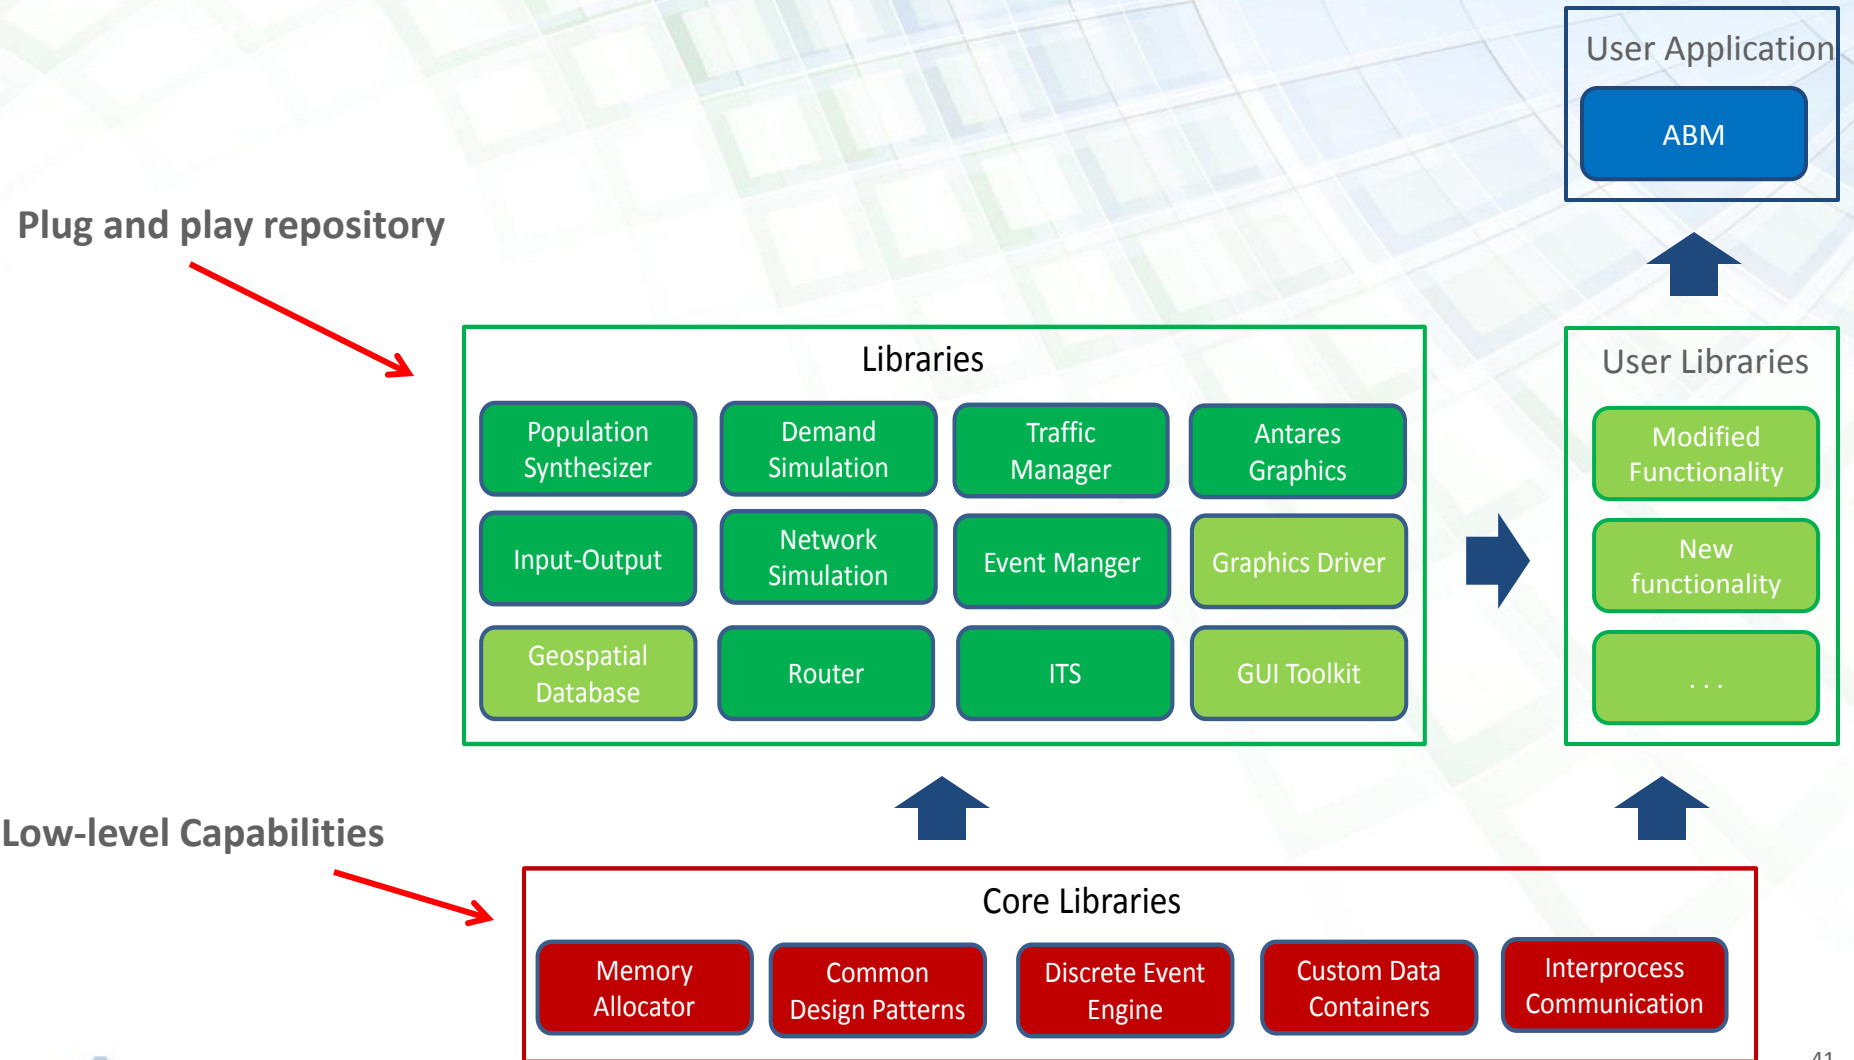 User Application
ABM
Plug and play repository
Libraries
Population
Synthesizer
Demand
Simulation
Traffic
Manager
Antares
Graphics
Input-Output
Network
Simulation
Event Manger
Graphics Driver
Geospatial
Database
Router
ITS
GUI Toolkit
User Libraries
Modified
Functionality
New
functionality
. . .
Low-level Capabilities
Core Libraries
Memory
Allocator
Common
Design Patterns
Discrete Event
Engine
Custom Data
Containers
Interprocess
Communication
41